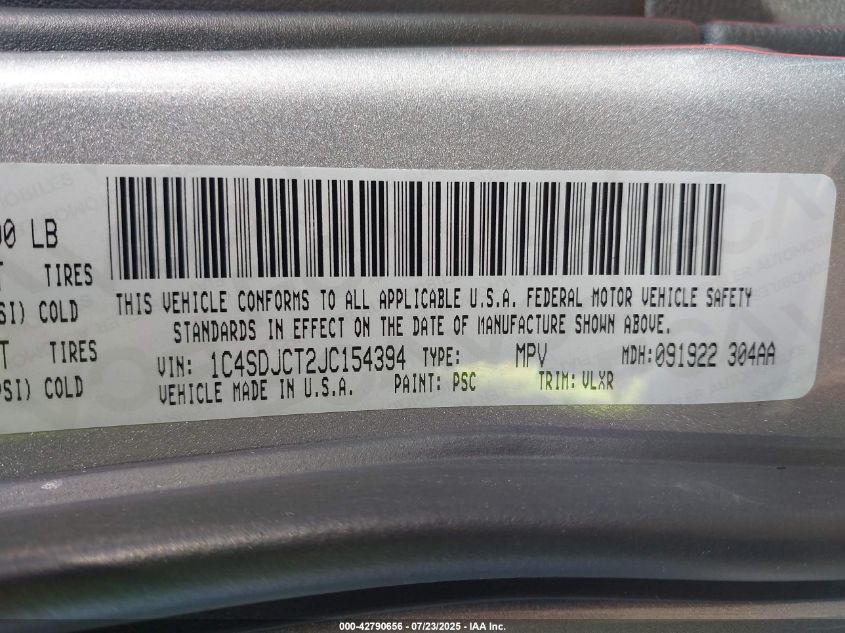 00 LB
TIRES
SI) COLD
TIRES
PSI) COLD
THIS VEHICLE CONFORMS TO ALL APPLICABLE U.S.A. FEDERAL MOTOR VEHICLE SAFETY
STANDARDS IN EFFECT ON THE DATE OF MANUFACTURE SHOWN ABOVE.
VIN: 1C4SDJCT2JC154394 TYPE: MPV MDH:091922 304AA
VEHICLE MADE IN U.S.A. PAINT: PSC TRIM: VLXR
000-42790656 - 07/23/2025 - IAA Inc.